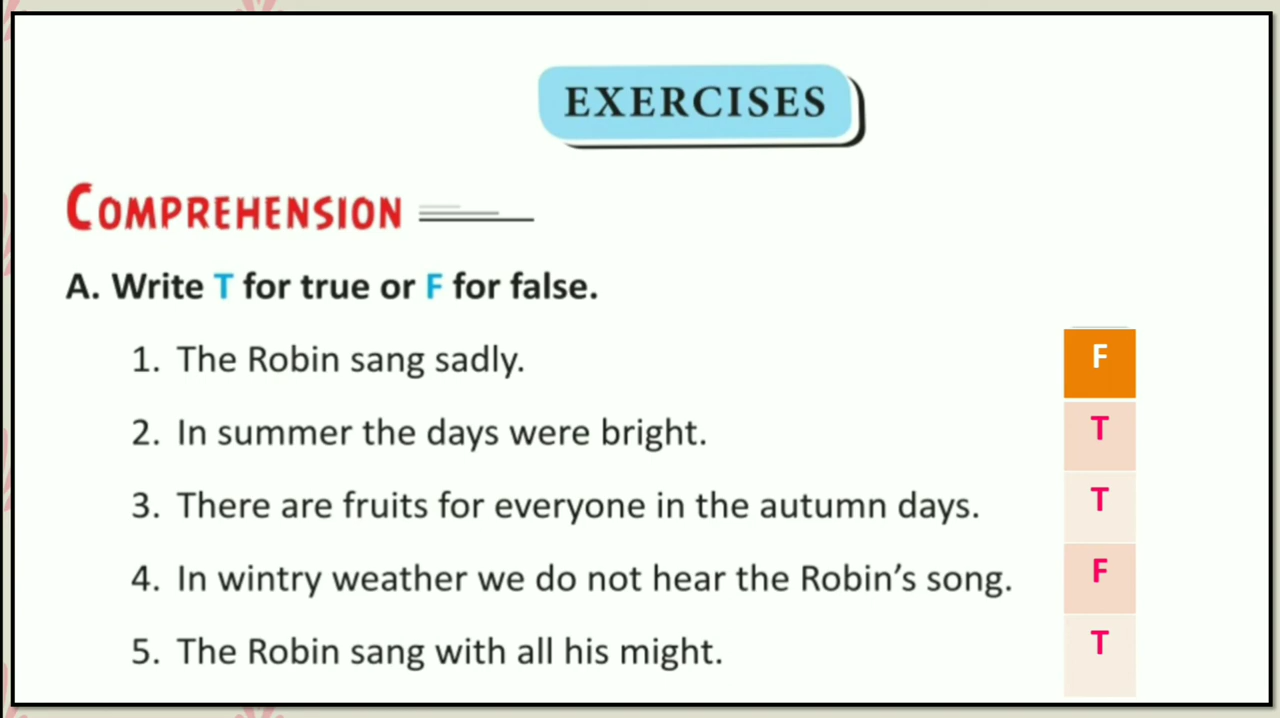 EXERCISES
COMPREHENSION
A. Write T for true or F for false.
1. The Robin sang sadly. F
2. In summer the days were bright. T
3. There are fruits for everyone in the autumn days. T
4. In wintry weather we do not hear the Robin’s song. F
5. The Robin sang with all his might. T